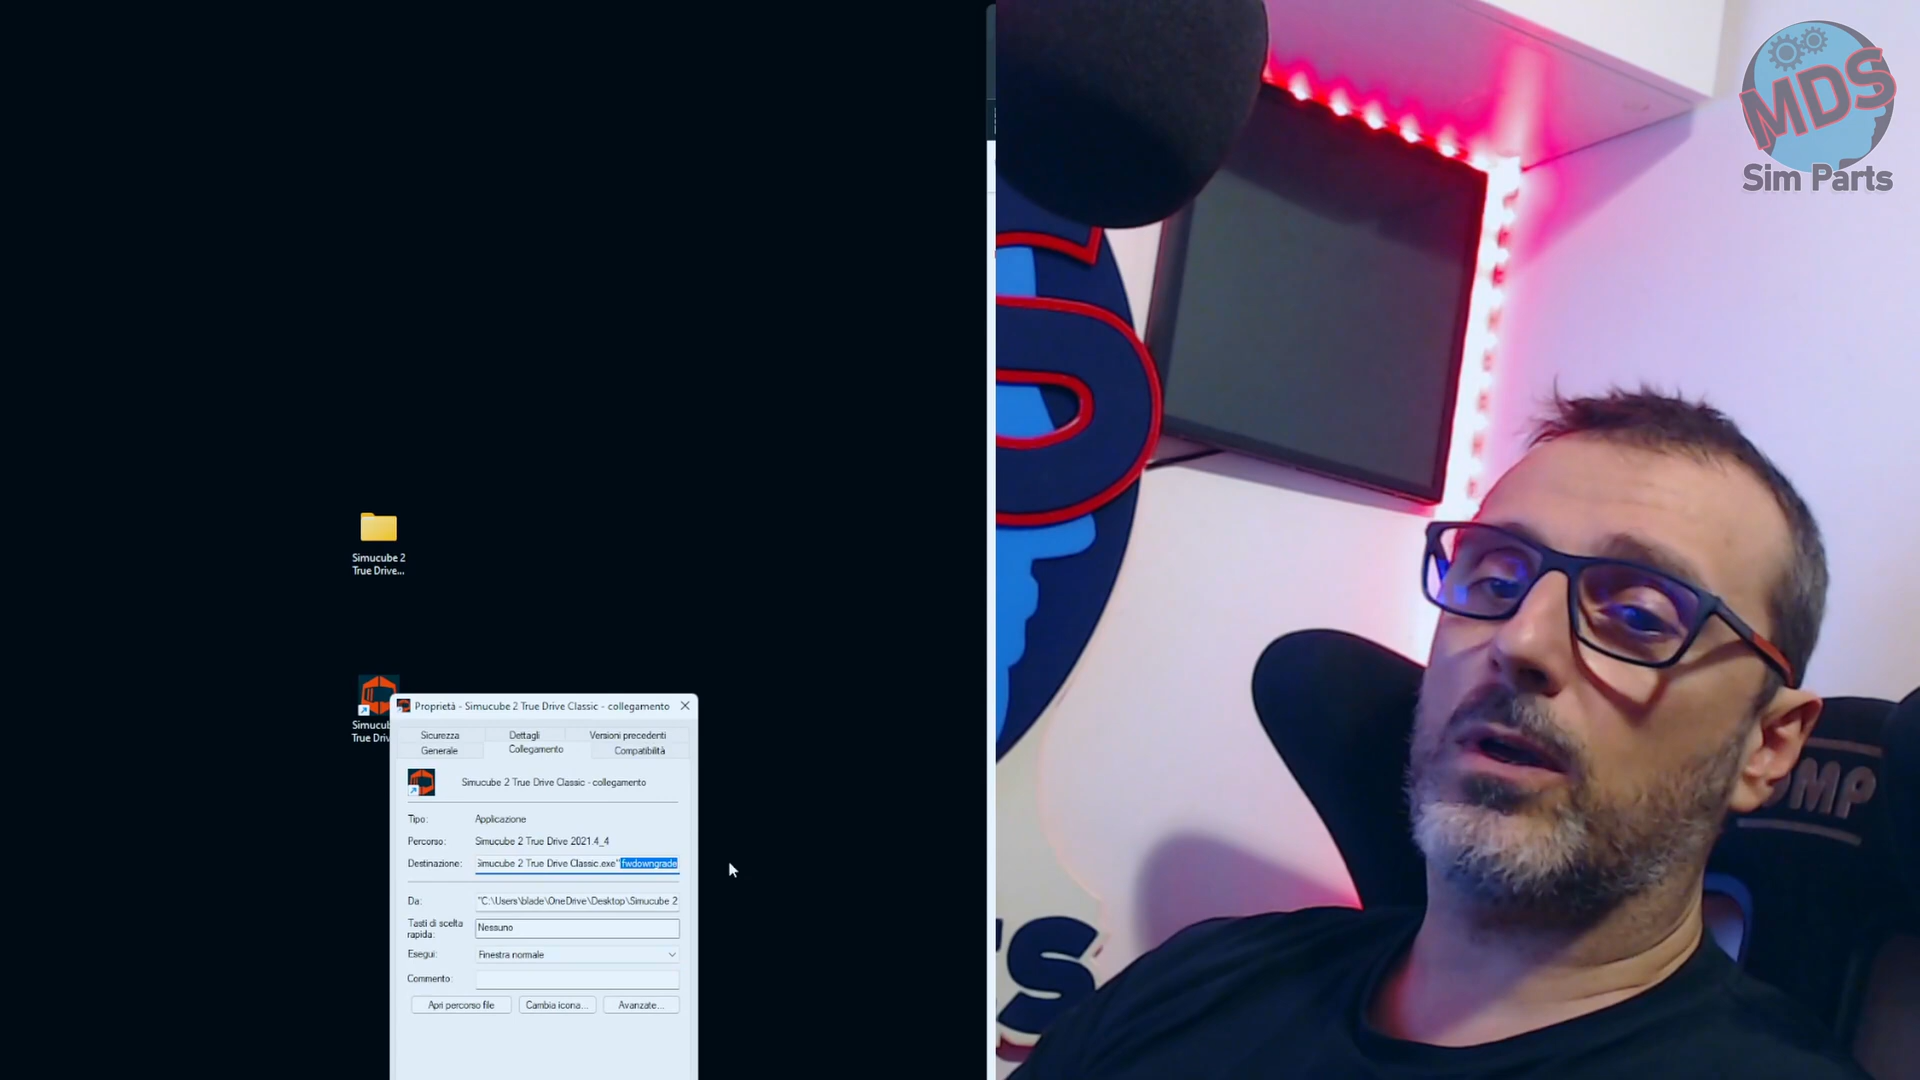 MDS
Sim Parts
Simucube 2
True Drive...
Proprietà - Simucube 2 True Drive Classic - collegamento
Sicurezza Dettagli Versioni precedenti
Generale Collegamento Compatibilità
Simucube 2 True Drive Classic - collegamento
Tipo: Applicazione
Percorso: Simucube 2 True Drive 2021.4_4
Destinazione: Simucube 2 True Drive Classic.exe" fwdowngrade
Da: "C:\Users\blade\OneDrive\Desktop\Simucube 2
Tasti di scelta
rapida: Nessuno
Esegui: Finestra normale
Commento:
Apri percorso file Cambia icona... Avanzate...